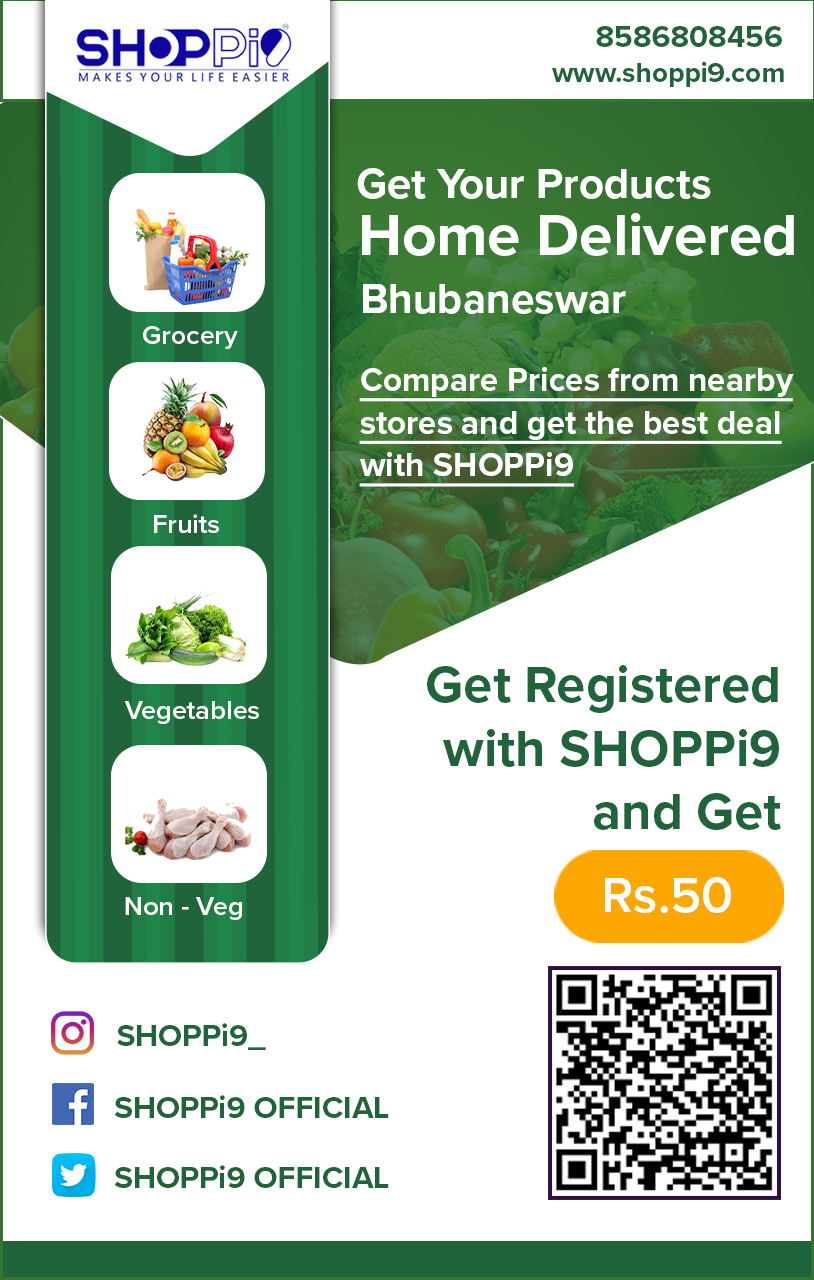 SHOPPi9
MAKES YOUR LIFE EASIER
8586808456
www.shoppi9.com
Get Your Products
Home Delivered
Bhubaneswar
Compare Prices from nearby
stores and get the best deal
with SHOPPi9
Grocery
Fruits
Vegetables
Non - Veg
Get Registered
with SHOPPi9
and Get
Rs.50
SHOPPi9_
SHOPPi9 OFFICIAL
SHOPPi9 OFFICIAL